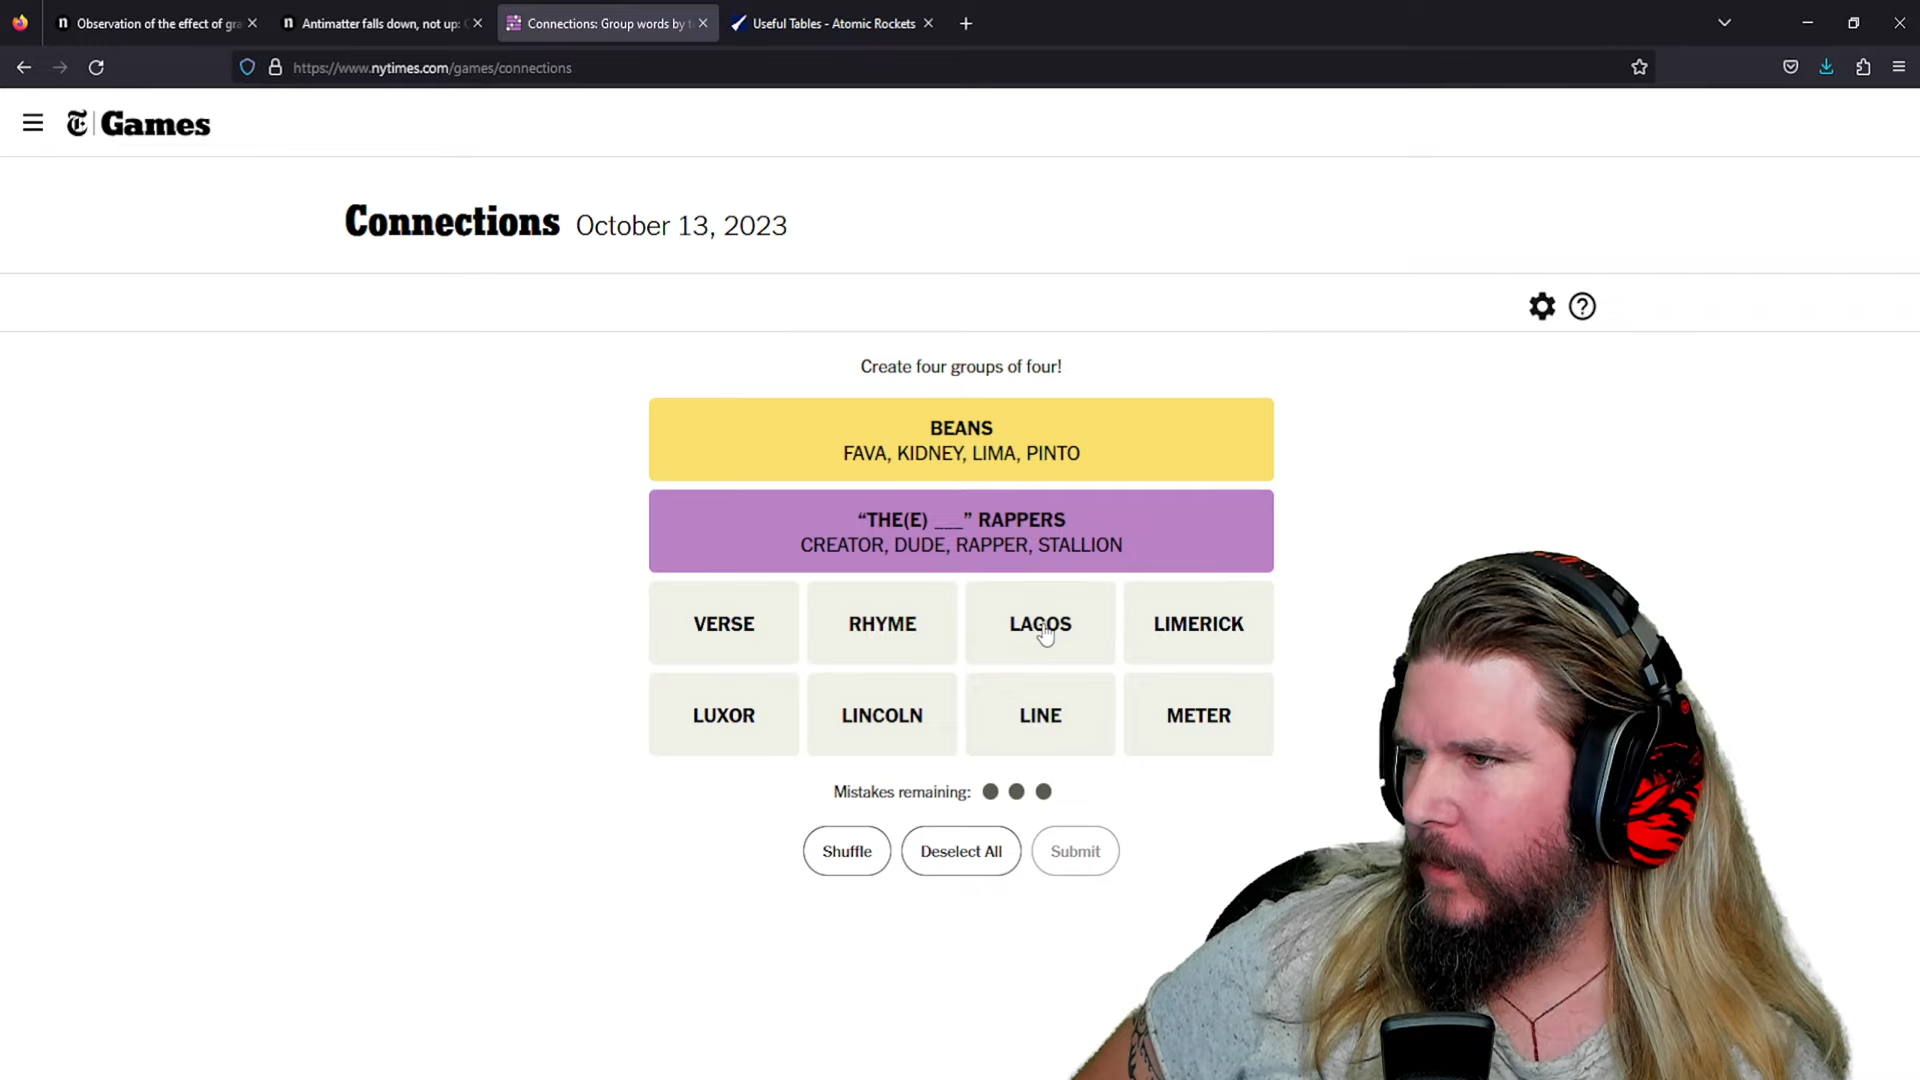 Observation of the effect of gra
Antimatter falls down, not up:
Connections: Group words by t
Useful Tables - Atomic Rockets
https://www.nytimes.com/games/connections
Games
Connections October 13, 2023
Create four groups of four!
BEANS
FAVA, KIDNEY, LIMA, PINTO
“THE(E) ___” RAPPERS
CREATOR, DUDE, RAPPER, STALLION
VERSE RHYME LAGOS LIMERICK
LUXOR LINCOLN LINE METER
Mistakes remaining:
Shuffle Deselect All Submit